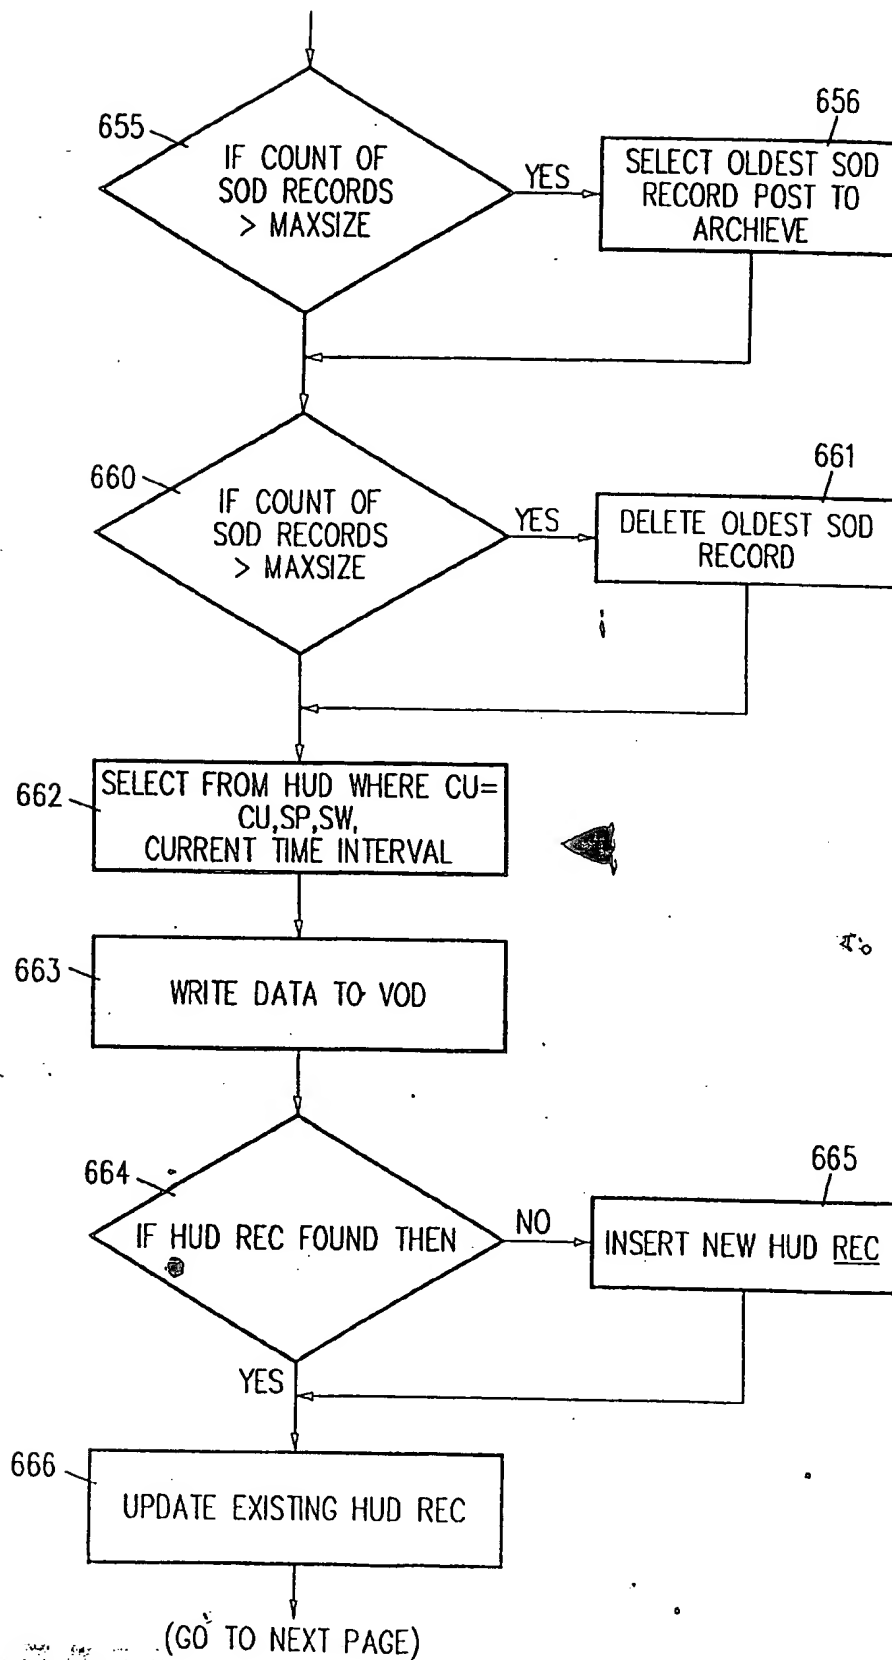 655
IF COUNT OF
SOD RECORDS
> MAXSIZE
YES
656
SELECT OLDEST SOD
RECORD POST TO
ARCHIEVE
660
IF COUNT OF
SOD RECORDS
> MAXSIZE
YES
661
DELETE OLDEST SOD
RECORD
662
SELECT FROM HUD WHERE CU=
CU,SP,SW,
CURRENT TIME INTERVAL
663
WRITE DATA TO VOD
664
IF HUD REC FOUND THEN
NO
665
INSERT NEW HUD REC
YES
666
UPDATE EXISTING HUD REC
(GO TO NEXT PAGE)